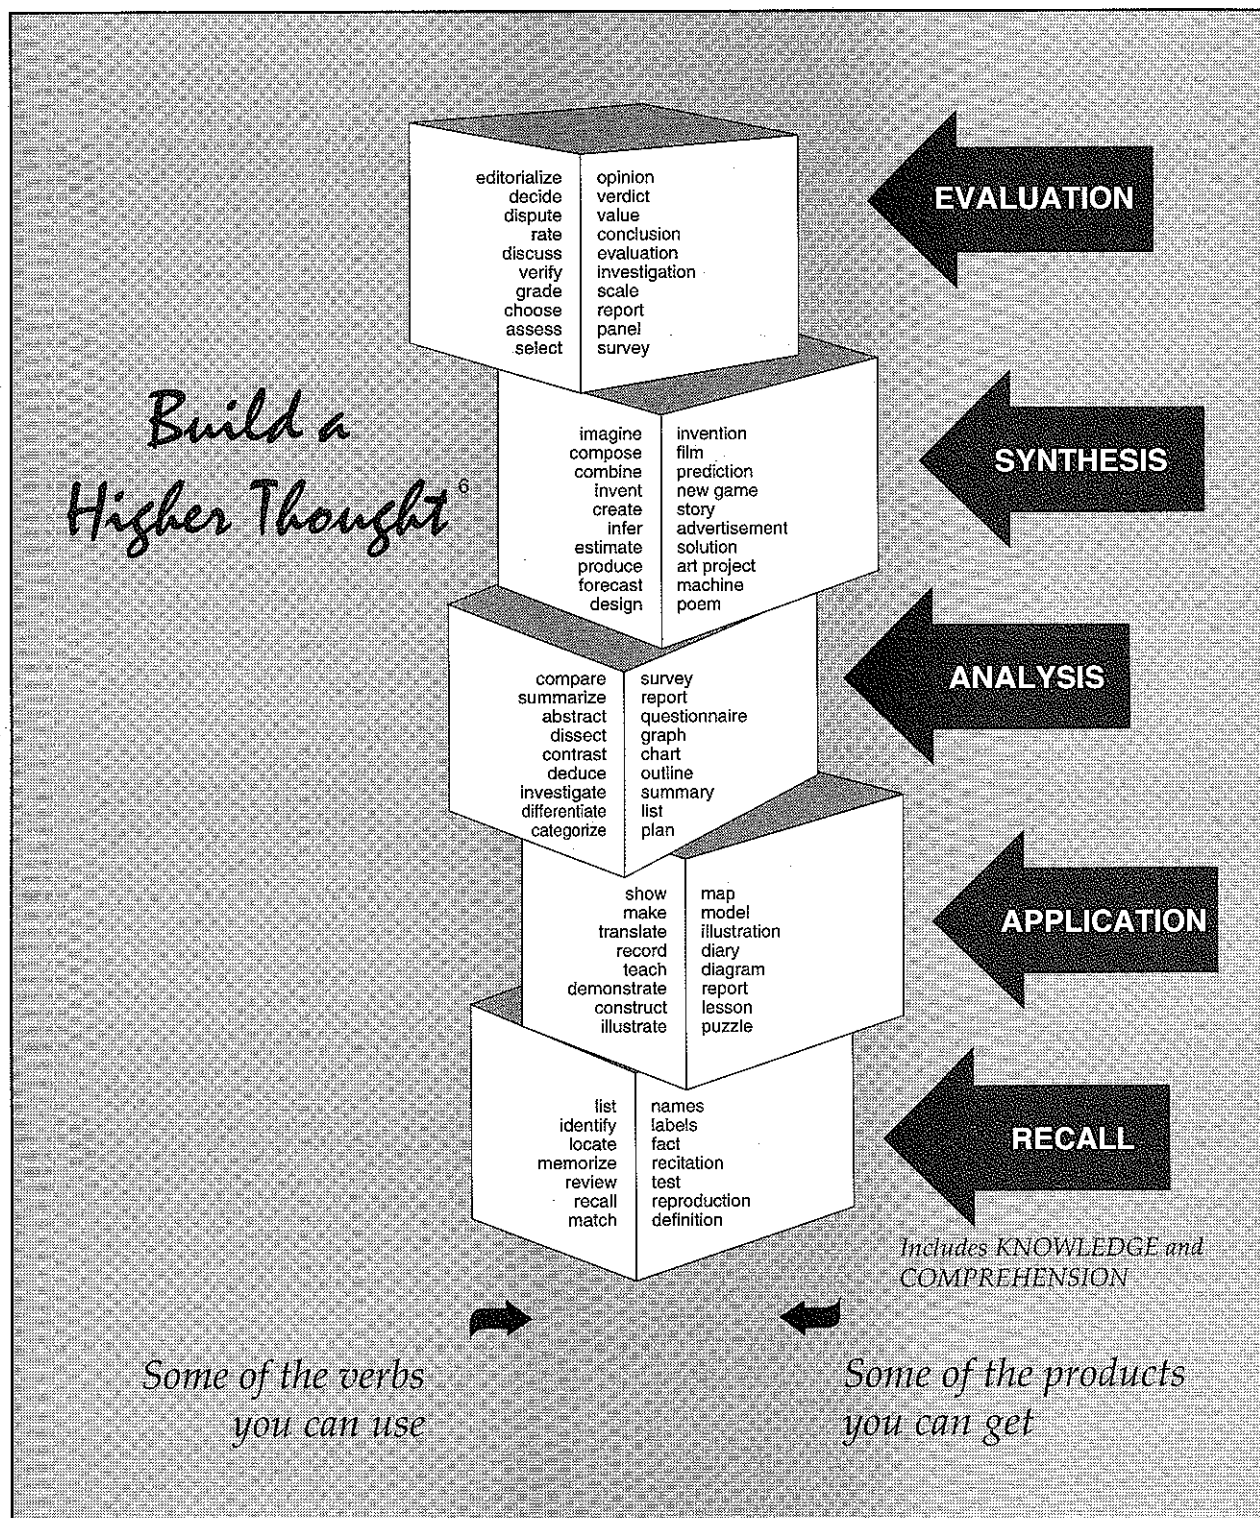 editorialize opinion
decide verdict
dispute value
rate conclusion
discuss evaluation
verify investigation
grade scale
choose report
assess panel
select survey
EVALUATION
Build a
Higher Thought 6
imagine invention
compose film
combine prediction
invent new game
create story
infer advertisement
estimate solution
produce art project
forecast machine
design poem
SYNTHESIS
compare survey
summarize report
abstract questionnaire
dissect graph
contrast chart
deduce outline
investigate summary
differentiate list
categorize plan
ANALYSIS
show map
make model
translate illustration
record diary
teach diagram
demonstrate report
construct lesson
illustrate puzzle
APPLICATION
list names
identify labels
locate fact
memorize recitation
review test
recall reproduction
match definition
RECALL
Includes KNOWLEDGE and
COMPREHENSION
Some of the verbs
you can use
Some of the products
you can get